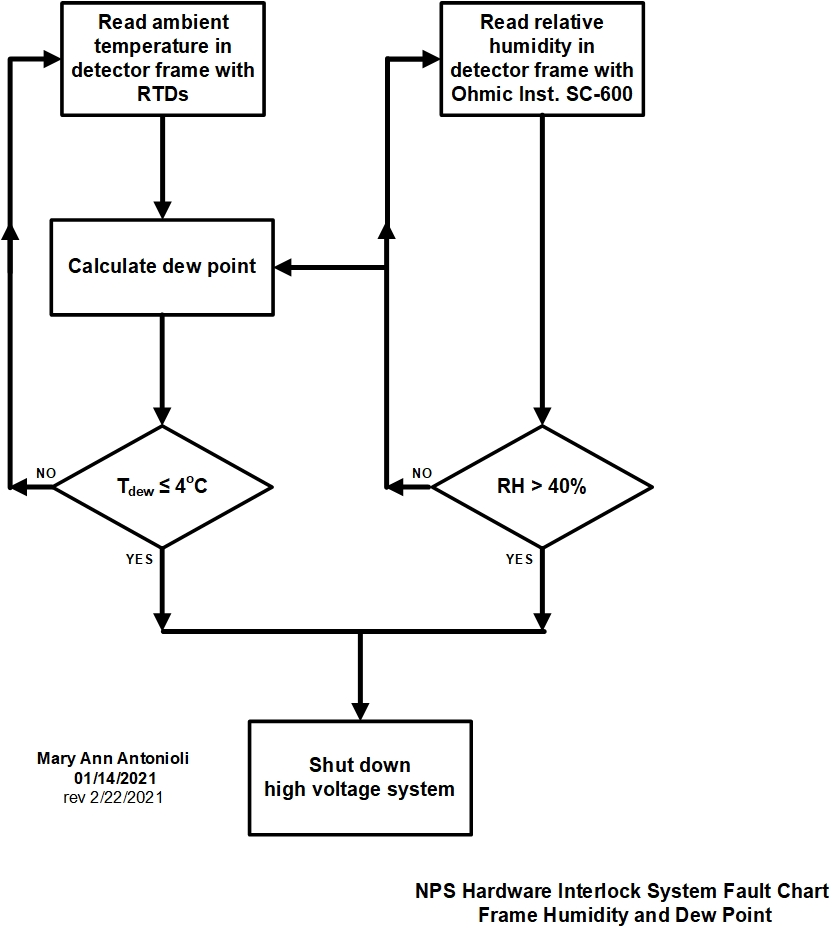 Read ambient
temperature in
detector frame with
RTDs
Read relative
humidity in
detector frame with
Ohmic Inst. SC-600
Calculate dew point
NO
Tdew ≤ 4°C
NO
RH > 40%
YES
YES
Shut down
high voltage system
Mary Ann Antonioli
01/14/2021
rev 2/22/2021
NPS Hardware Interlock System Fault Chart
Frame Humidity and Dew Point